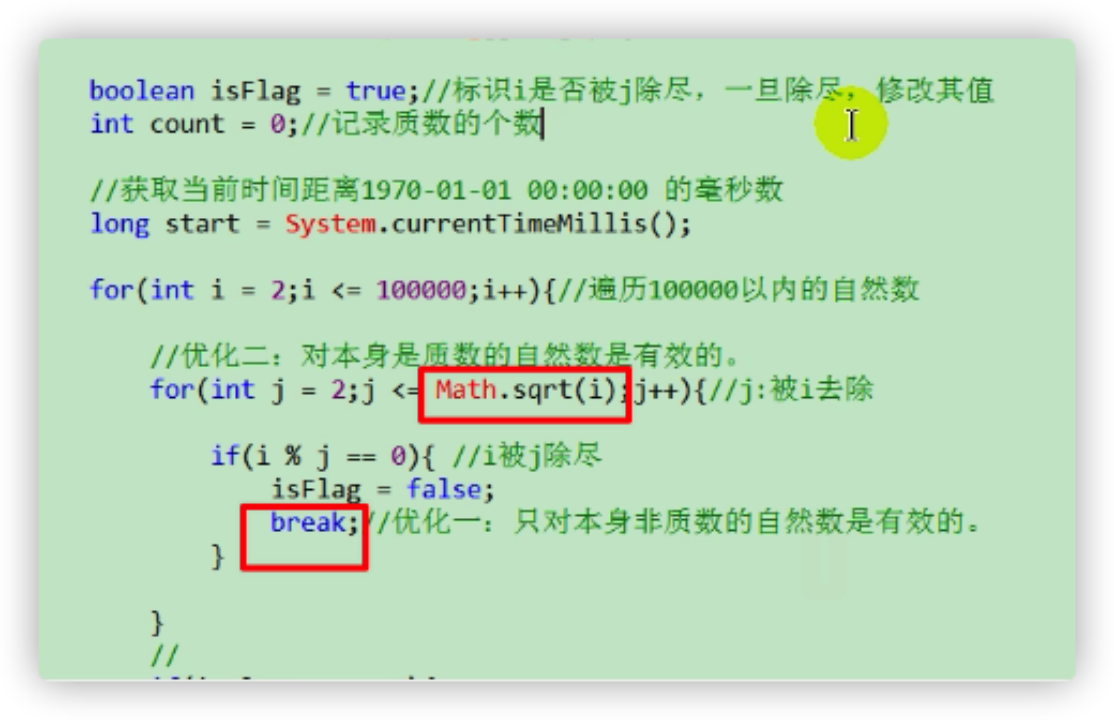 boolean isFlag = true;//标识i是否被j除尽，一旦除尽，修改其值
int count = 0;//记录质数的个数
//获取当前时间距离1970-01-01 00:00:00 的毫秒数
long start = System.currentTimeMillis();
for(int i = 2;i <= 100000;i++){//遍历100000以内的自然数
//优化二：对本身是质数的自然数是有效的。
for(int j = 2;j <= Math.sqrt(i);j++){//j:被i去除
if(i % j == 0){ //i被j除尽
isFlag = false;
break;//优化一：只对本身非质数的自然数是有效的。
}
}
//